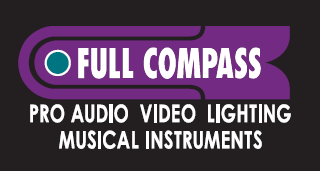 FULL COMPASS
PRO AUDIO VIDEO LIGHTING
MUSICAL INSTRUMENTS